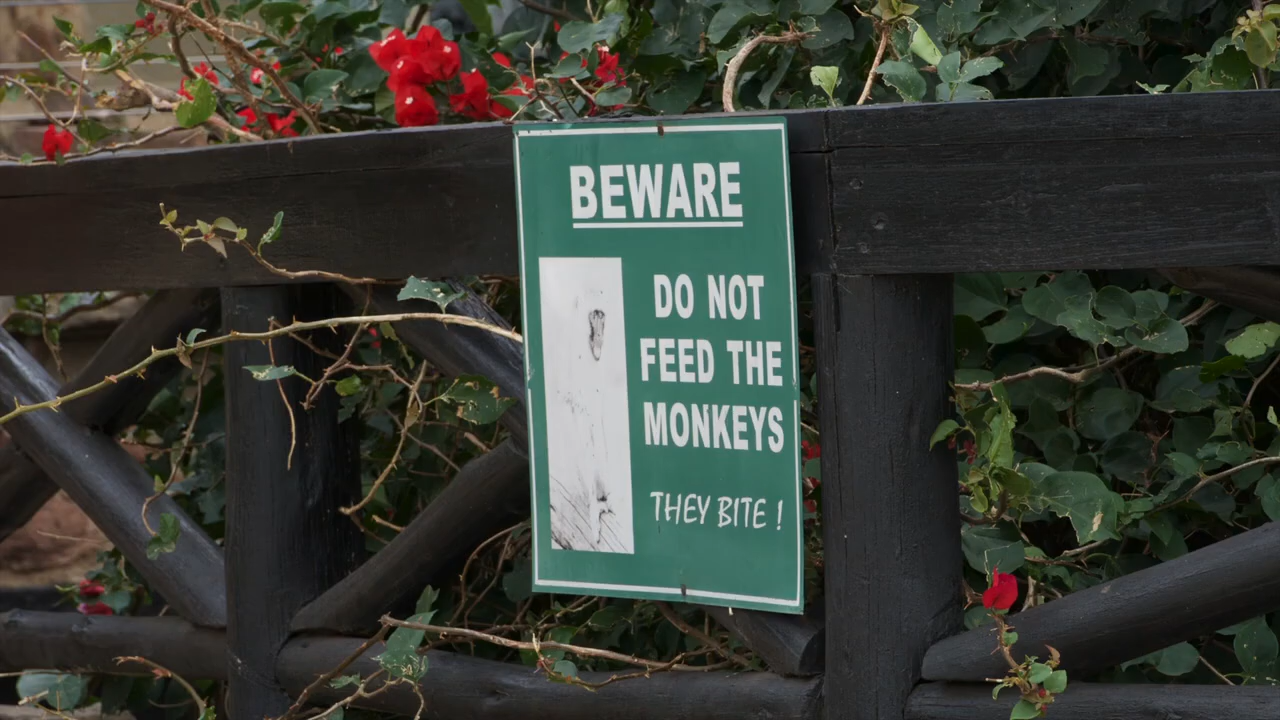 BEWARE
DO NOT
FEED THE
MONKEYS
THEY BITE !